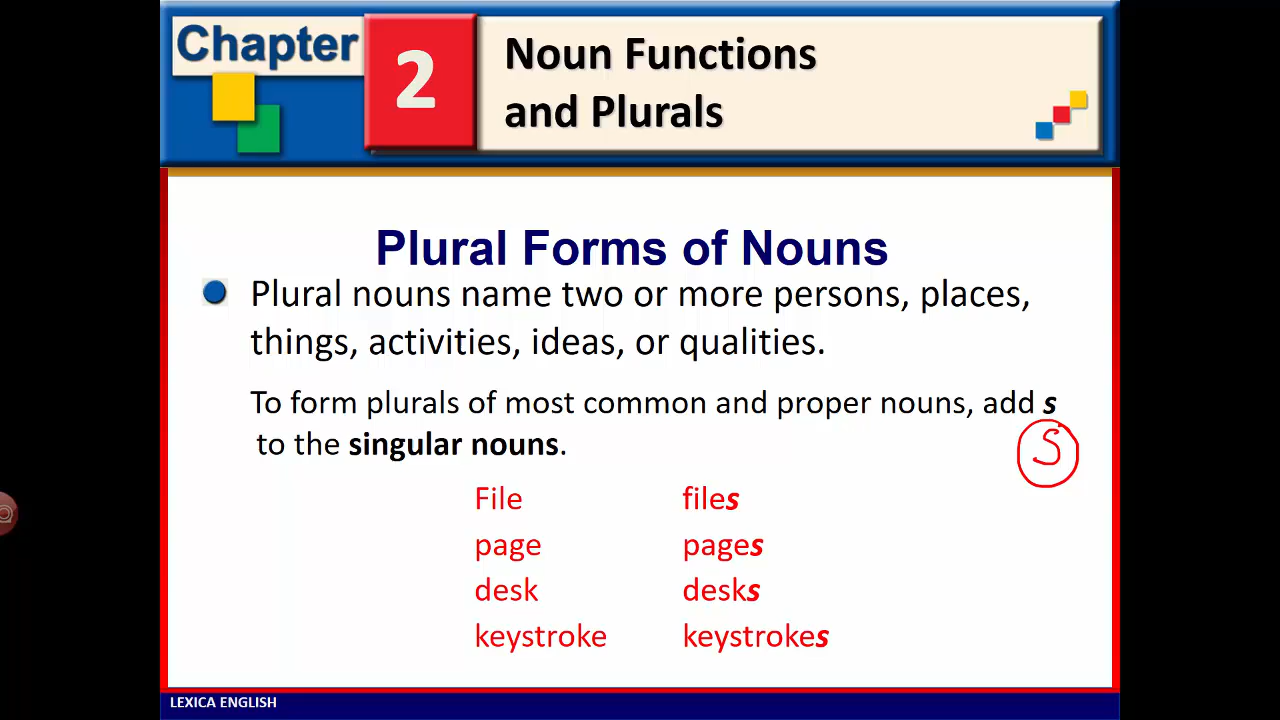 Chapter 2
Noun Functions
and Plurals
Plural Forms of Nouns
Plural nouns name two or more persons, places,
things, activities, ideas, or qualities.
To form plurals of most common and proper nouns, add s
to the singular nouns.
S
File files
page pages
desk desks
keystroke keystrokes
LEXICA ENGLISH